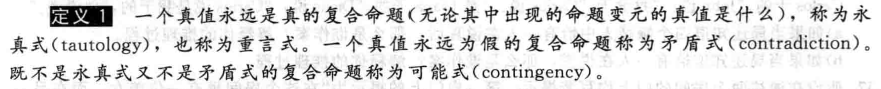 定义 1 一个真值永远是真的复合命题(无论其中出现的命题变元的真值是什么)，称为永
真式(tautology)，也称为重言式。一个真值永远为假的复合命题称为矛盾式(contradiction)。
既不是永真式又不是矛盾式的复合命题称为可能式(contingency)。